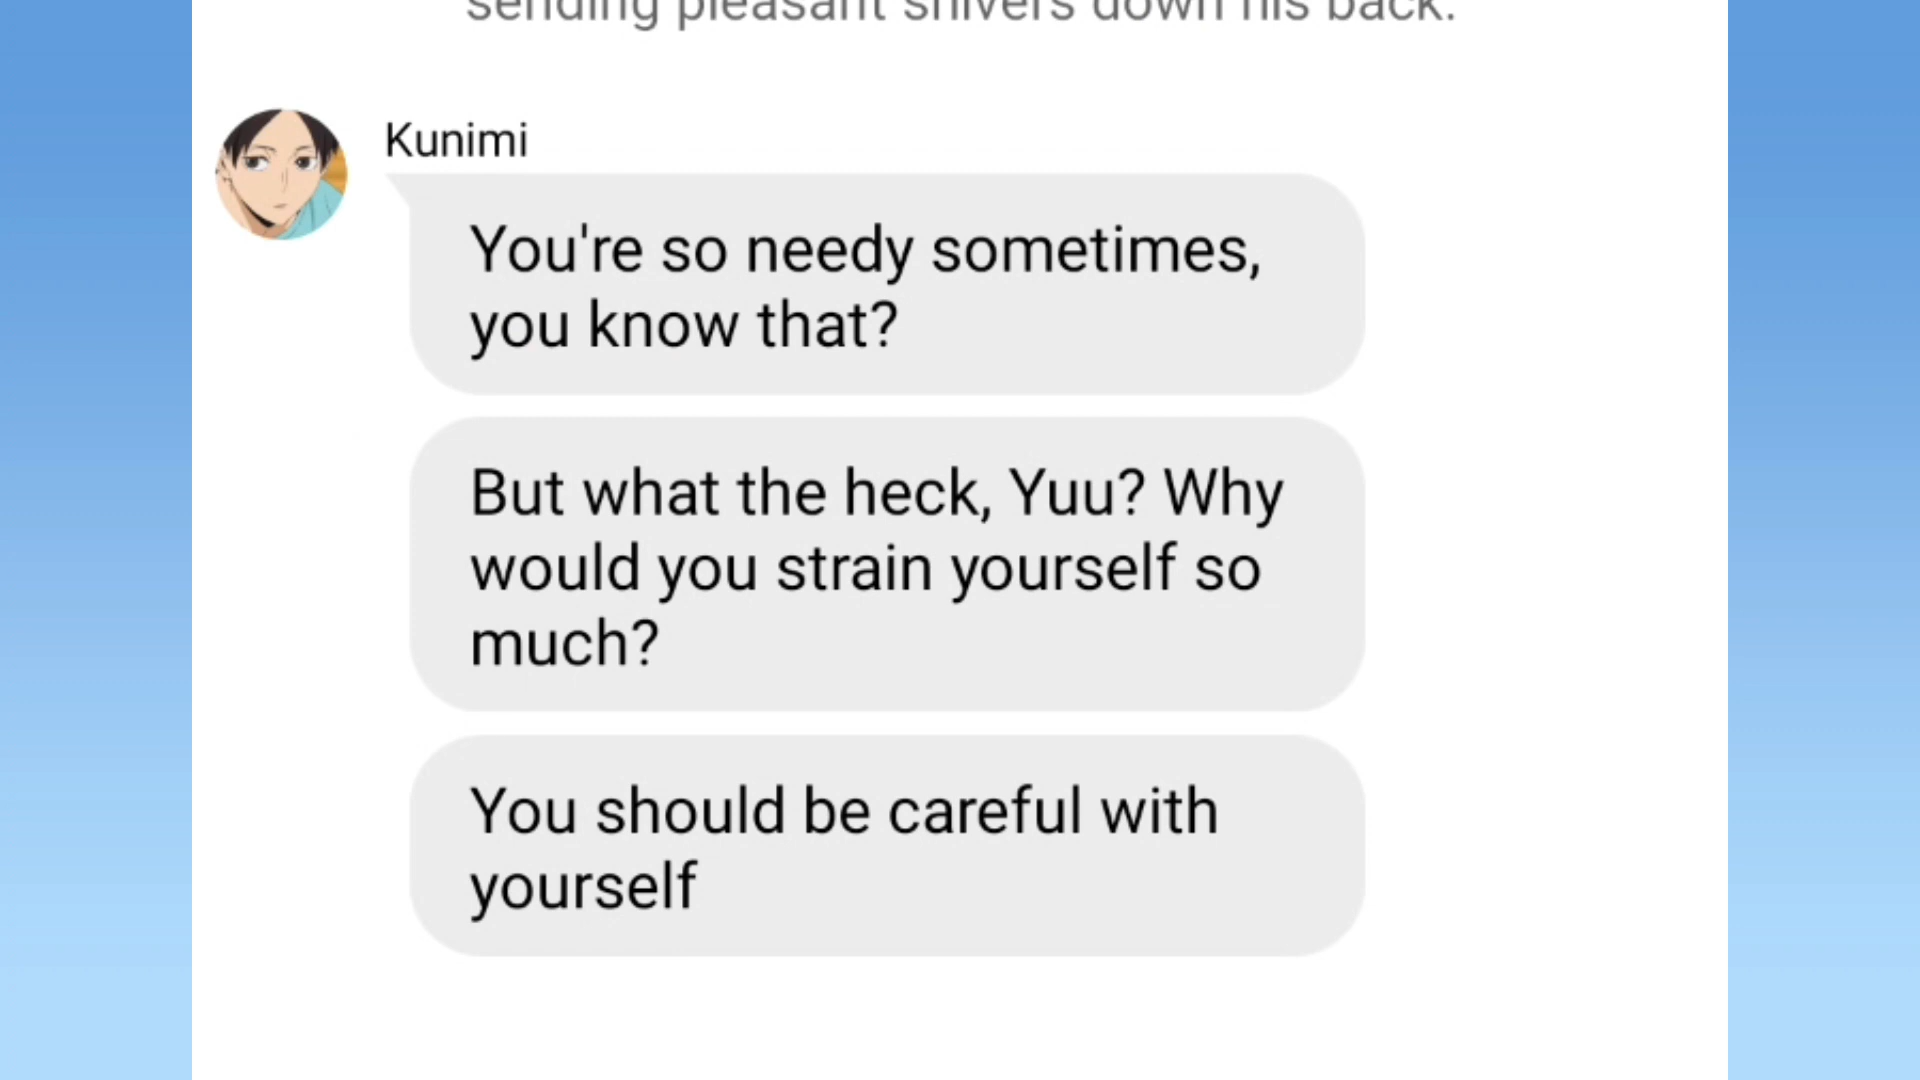 sending pleasant shivers down his back.
Kunimi
You're so needy sometimes,
you know that?
But what the heck, Yuu? Why
would you strain yourself so
much?
You should be careful with
yourself